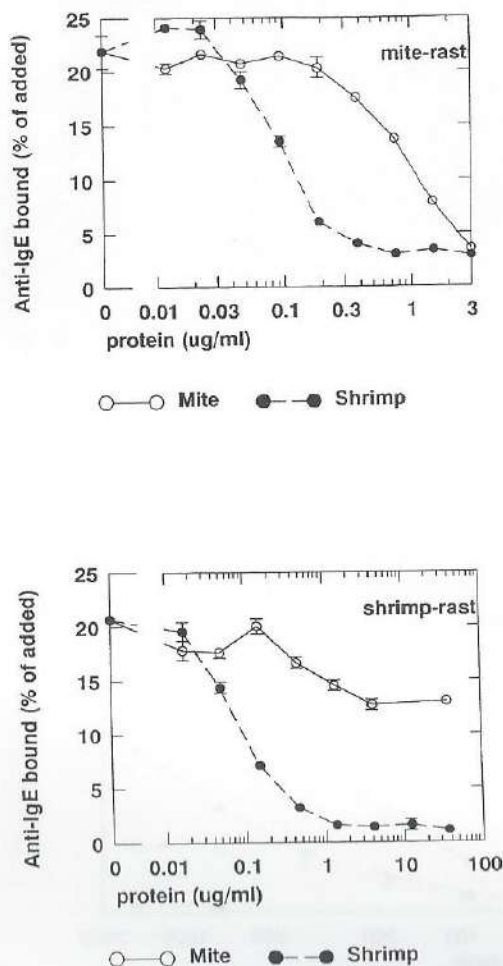 25
20
15
10
5
0
Anti-IgE bound (% of added)
mite-rast
0 0.01 0.03 0.1 0.3 1 3
protein (ug/ml)
Mite Shrimp
25
20
15
10
5
0
Anti-IgE bound (% of added)
shrimp-rast
0 0.01 0.1 1 10 100
protein (ug/ml)
Mite Shrimp